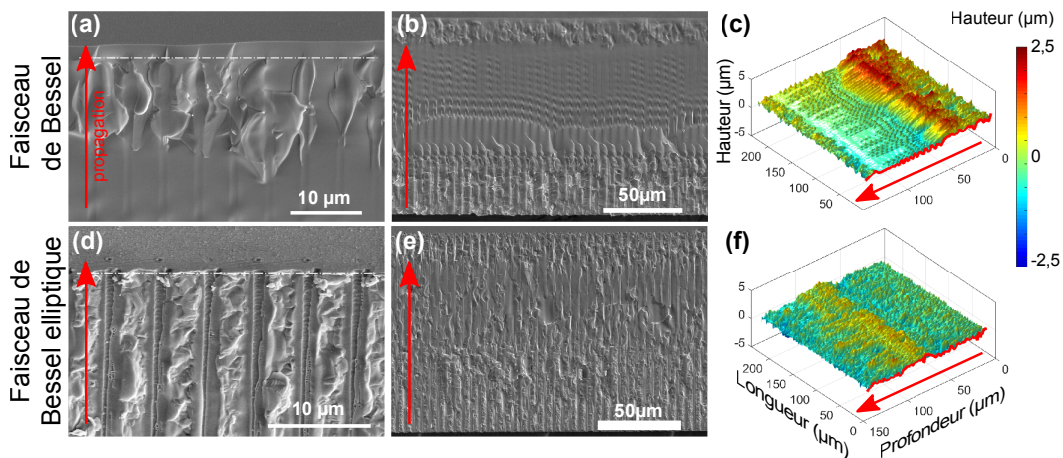 (a)
(b)
(c)
Hauteur (µm)
2,5
0
-2,5
Faisceau
de Bessel
propagation
10 µm
50µm
Hauteur (µm)
5
0
-5
200
150
100
50
100
50
0
(d)
(e)
(f)
Faisceau de
Bessel elliptique
10 µm
50µm
5
0
-5
200
150
100
50
0
150
100
50
0
Longueur (µm)
Profondeur (µm)